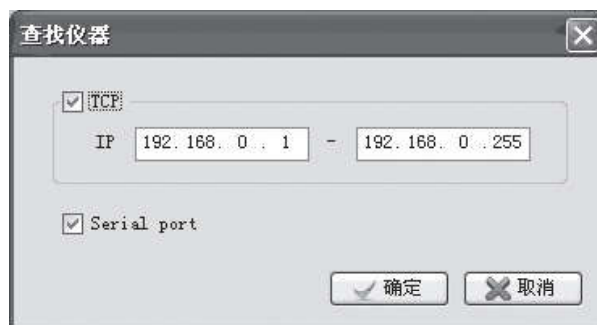 查找仪器
TCP
IP 192.168. 0 . 1 - 192.168. 0 .255
Serial port
确定 取消